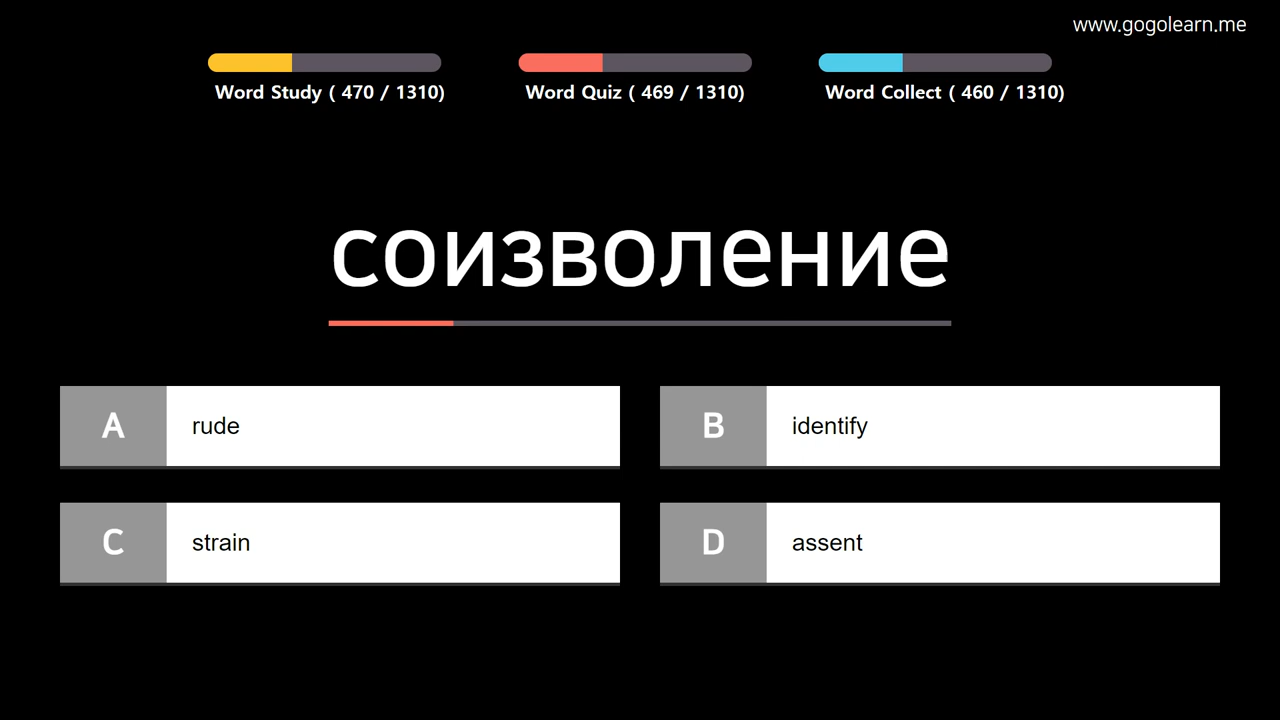 www.gogolearn.me
Word Study ( 470 / 1310)
Word Quiz ( 469 / 1310)
Word Collect ( 460 / 1310)
соизволение
A rude
B identify
C strain
D assent